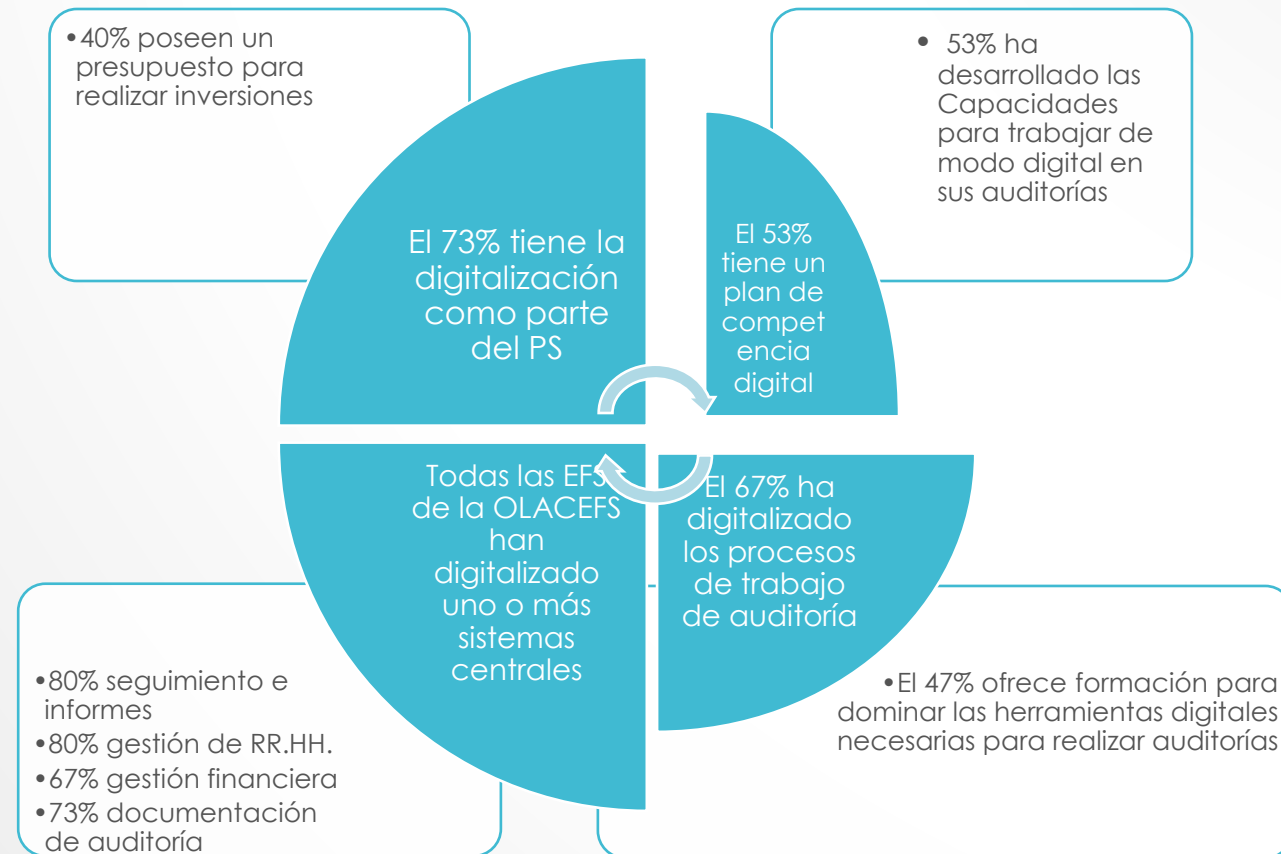 •40% poseen un
presupuesto para
realizar inversiones
• 53% ha
desarrollado las
Capacidades
para trabajar de
modo digital en
sus auditorías
El 73% tiene la
digitalización
como parte
del PS
El 53%
tiene un
plan de
compet
encia
digital
Todas las EFS
de la OLACEFS
han
digitalizado
uno o más
sistemas
centrales
El 67% ha
digitalizado
los procesos
de trabajo
de auditoría
•80% seguimiento e
informes
•80% gestión de RR.HH.
•67% gestión financiera
•73% documentación
de auditoría
•El 47% ofrece formación para
dominar las herramientas digitales
necesarias para realizar auditorías